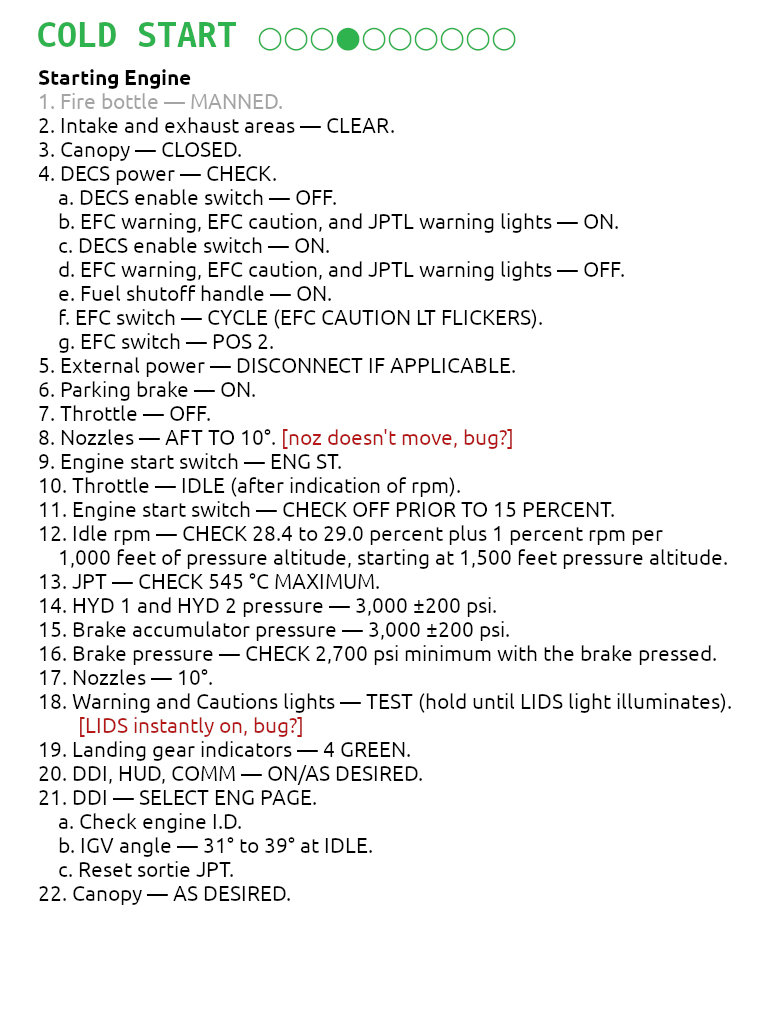 COLD START ○○○●○○○○○○
Starting Engine
1. Fire bottle — MANNED.
2. Intake and exhaust areas — CLEAR.
3. Canopy — CLOSED.
4. DECS power — CHECK.
a. DECS enable switch — OFF.
b. EFC warning, EFC caution, and JPTL warning lights — ON.
c. DECS enable switch — ON.
d. EFC warning, EFC caution, and JPTL warning lights — OFF.
e. Fuel shutoff handle — ON.
f. EFC switch — CYCLE (EFC CAUTION LT FLICKERS).
g. EFC switch — POS 2.
5. External power — DISCONNECT IF APPLICABLE.
6. Parking brake — ON.
7. Throttle — OFF.
8. Nozzles — AFT TO 10°. [noz doesn't move, bug?]
9. Engine start switch — ENG ST.
10. Throttle — IDLE (after indication of rpm).
11. Engine start switch — CHECK OFF PRIOR TO 15 PERCENT.
12. Idle rpm — CHECK 28.4 to 29.0 percent plus 1 percent rpm per
1,000 feet of pressure altitude, starting at 1,500 feet pressure altitude.
13. JPT — CHECK 545 °C MAXIMUM.
14. HYD 1 and HYD 2 pressure — 3,000 ±200 psi.
15. Brake accumulator pressure — 3,000 ±200 psi.
16. Brake pressure — CHECK 2,700 psi minimum with the brake pressed.
17. Nozzles — 10°.
18. Warning and Cautions lights — TEST (hold until LIDS light illuminates).
[LIDS instantly on, bug?]
19. Landing gear indicators — 4 GREEN.
20. DDI, HUD, COMM — ON/AS DESIRED.
21. DDI — SELECT ENG PAGE.
a. Check engine I.D.
b. IGV angle — 31° to 39° at IDLE.
c. Reset sortie JPT.
22. Canopy — AS DESIRED.